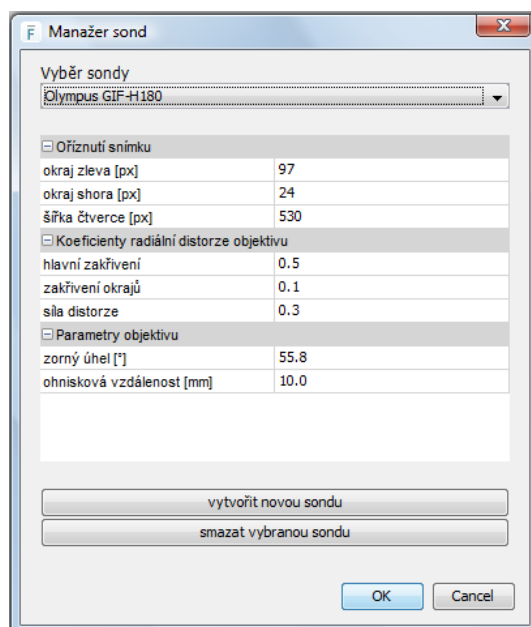 F Manažer sond
Vyběr sondy
Olympus GIF-H180
Oříznutí snímku
okraj zleva [px] 97
okraj shora [px] 24
šířka čtverce [px] 530
Koeficienty radiální distorze objektivu
hlavní zakřivení 0.5
zakřivení okrajů 0.1
síla distorze 0.3
Parametry objektivu
zorný úhel [°] 55.8
ohnisková vzdálenost [mm] 10.0
vytvořit novou sondu
smazat vybranou sondu
OK Cancel